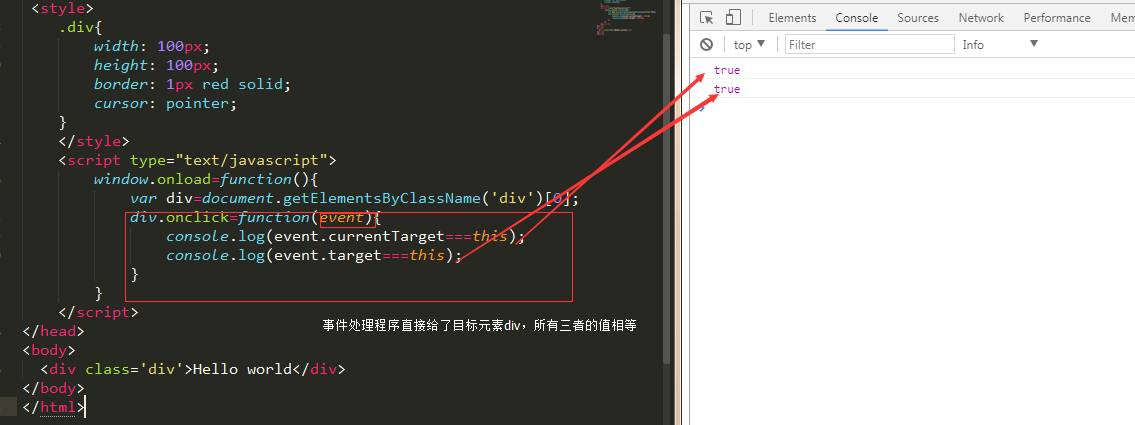 <style>
.div{
width: 100px;
height: 100px;
border: 1px red solid;
cursor: pointer;
}
</style>
<script type="text/javascript">
window.onload=function(){
var div=document.getElementsByClassName('div')[0];
div.onclick=function(event){
console.log(event.currentTarget===this);
console.log(event.target===this);
}
}
</script>
事件处理程序直接给了目标元素div，所有三者的值相等
</head>
<body>
<div class='div'>Hello world</div>
</body>
</html>
Elements Console Sources Network Performance Mem
top ▼ Filter Info ▼
true
true